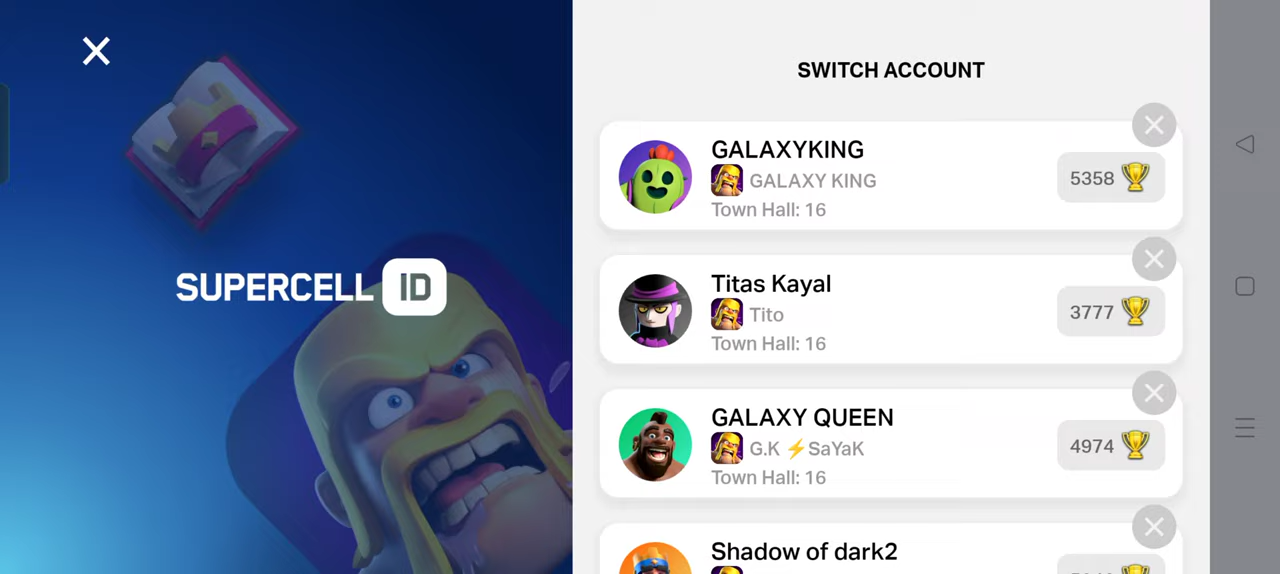 SUPERCELL ID
SWITCH ACCOUNT
GALAXYKING
GALAXY KING
Town Hall: 16
5358
Titas Kayal
Tito
Town Hall: 16
3777
GALAXY QUEEN
G.K ⚡SaYaK
Town Hall: 16
4974
Shadow of dark2